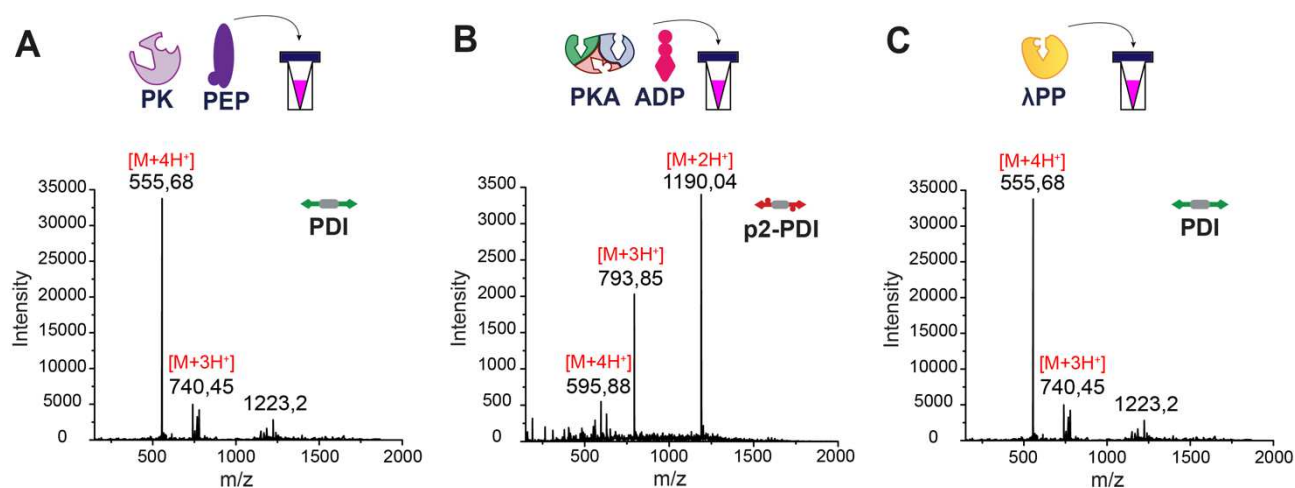 A
PK PEP
[M+4H⁺]
555,68
35000
30000
25000
20000
15000
10000
5000
0
Intensity
PDI
[M+3H⁺]
740,45
1223,2
500 1000 1500 2000
m/z
B
PKA ADP
[M+2H⁺]
1190,04
3500
3000
2500
2000
1500
1000
500
0
Intensity
p2-PDI
[M+3H⁺]
793,85
[M+4H⁺]
595,88
500 1000 1500 2000
m/z
C
λPP
[M+4H⁺]
555,68
35000
30000
25000
20000
15000
10000
5000
0
Intensity
PDI
[M+3H⁺]
740,45
1223,2
500 1000 1500 2000
m/z